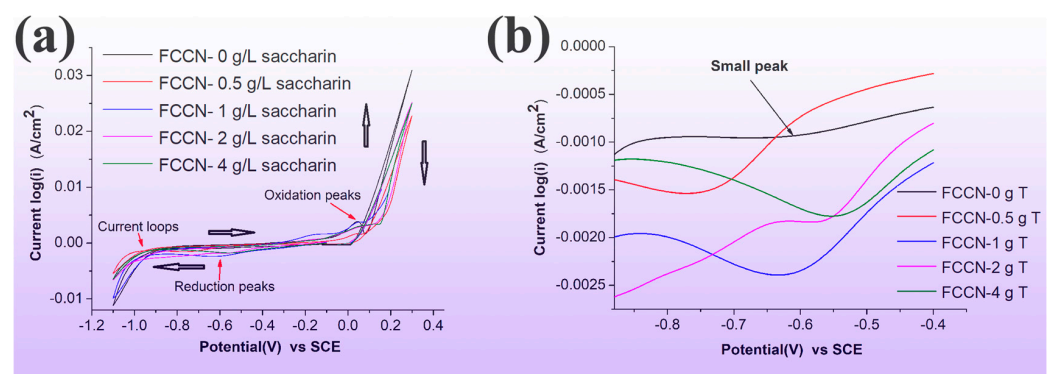 (a)
FCCN- 0 g/L saccharin
FCCN- 0.5 g/L saccharin
FCCN- 1 g/L saccharin
FCCN- 2 g/L saccharin
FCCN- 4 g/L saccharin
Oxidation peaks
Current loops
Reduction peaks
0.03
0.02
0.01
0.00
-0.01
Current log(i) (A/cm²)
-1.2 -1.0 -0.8 -0.6 -0.4 -0.2 0.0 0.2 0.4
Potential(V) vs SCE
(b)
Small peak
0.0000
-0.0005
-0.0010
-0.0015
-0.0020
-0.0025
Current log(i) (A/cm²)
FCCN-0 g T
FCCN-0.5 g T
FCCN-1 g T
FCCN-2 g T
FCCN-4 g T
-0.8 -0.7 -0.6 -0.5 -0.4
Potential(V) vs SCE